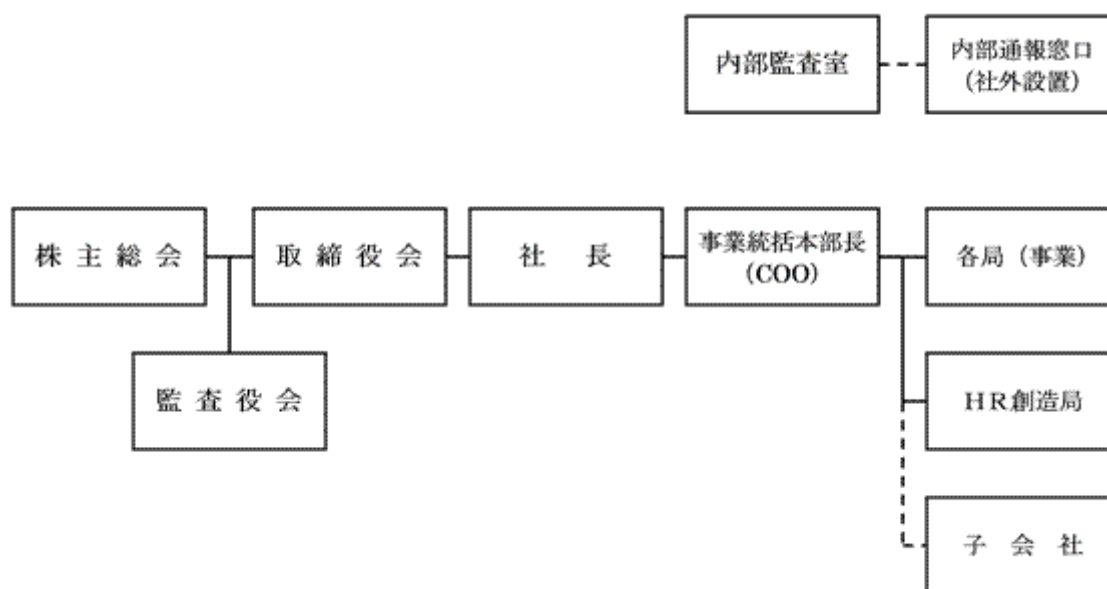 内部監査室
内部通報窓口
(社外設置)
株主総会
取締役会
社長
事業統括本部長
(COO)
各局(事業)
監査役会
HR創造局
子会社